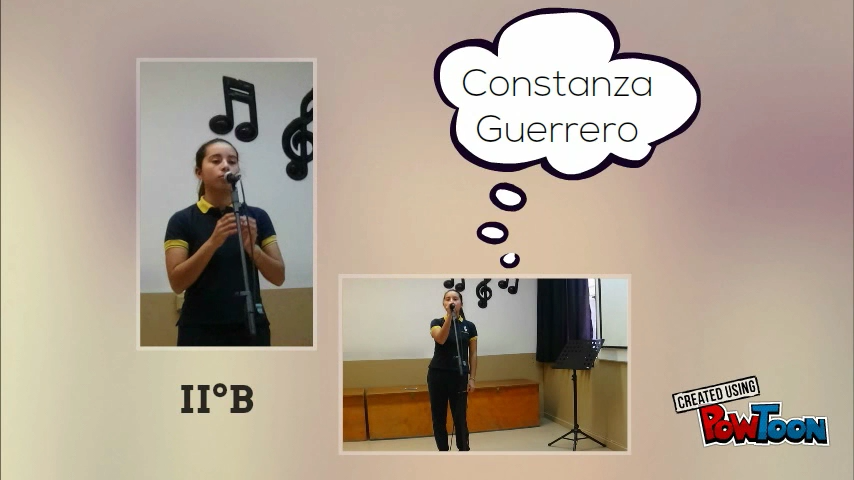 Constanza
Guerrero
II°B
CREATED USING
POWTOON